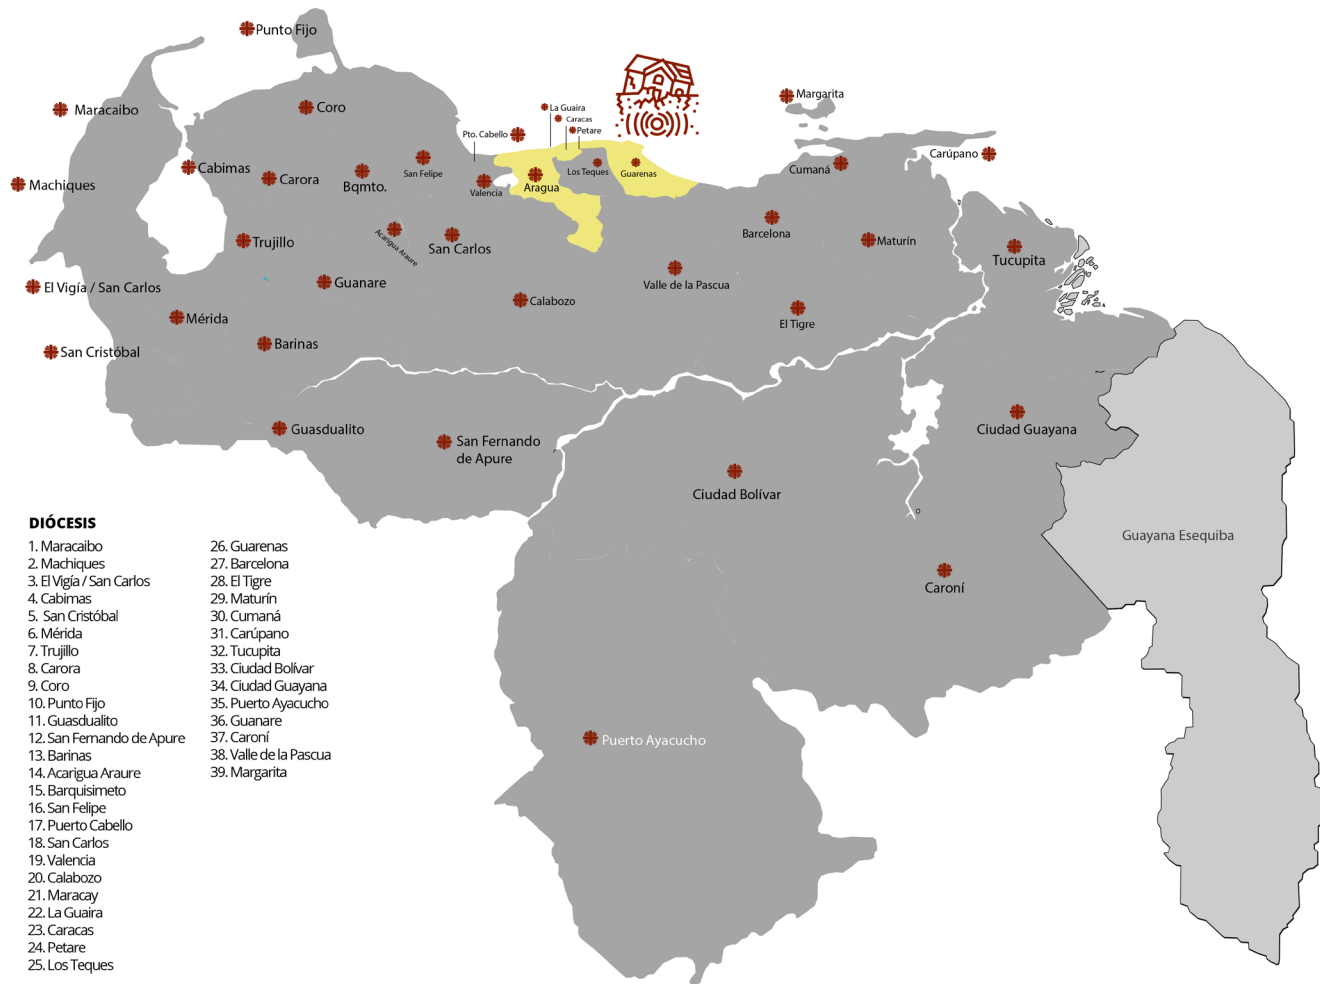 Punto Fijo
Margarita
Maracaibo
Coro
La Guaira
Caracas
Petare
Pto. Cabello
Carúpano
Cabimas
Carora
Bqmto.
San Felipe
Los Teques
Guarenas
Cumaná
Machiques
Valencia
Aragua
Acarigua Araure
Trujillo
San Carlos
Barcelona
Maturín
Tucupita
El Vigía / San Carlos
Guanare
Calabozo
Valle de la Pascua
Mérida
El Tigre
San Cristóbal
Barinas
Guasdualito
San Fernando
de Apure
Ciudad Guayana
Ciudad Bolívar
Guayana Esequiba
Caroní
Puerto Ayacucho
DIÓCESIS
1. Maracaibo
2. Machiques
3. El Vigía / San Carlos
4. Cabimas
5. San Cristóbal
6. Mérida
7. Trujillo
8. Carora
9. Coro
10. Punto Fijo
11. Guasdualito
12. San Fernando de Apure
13. Barinas
14. Acarigua Araure
15. Barquisimeto
16. San Felipe
17. Puerto Cabello
18. San Carlos
19. Valencia
20. Calabozo
21. Maracay
22. La Guaira
23. Caracas
24. Petare
25. Los Teques
26. Guarenas
27. Barcelona
28. El Tigre
29. Maturín
30. Cumaná
31. Carúpano
32. Tucupita
33. Ciudad Bolívar
34. Ciudad Guayana
35. Puerto Ayacucho
36. Guanare
37. Caroní
38. Valle de la Pascua
39. Margarita